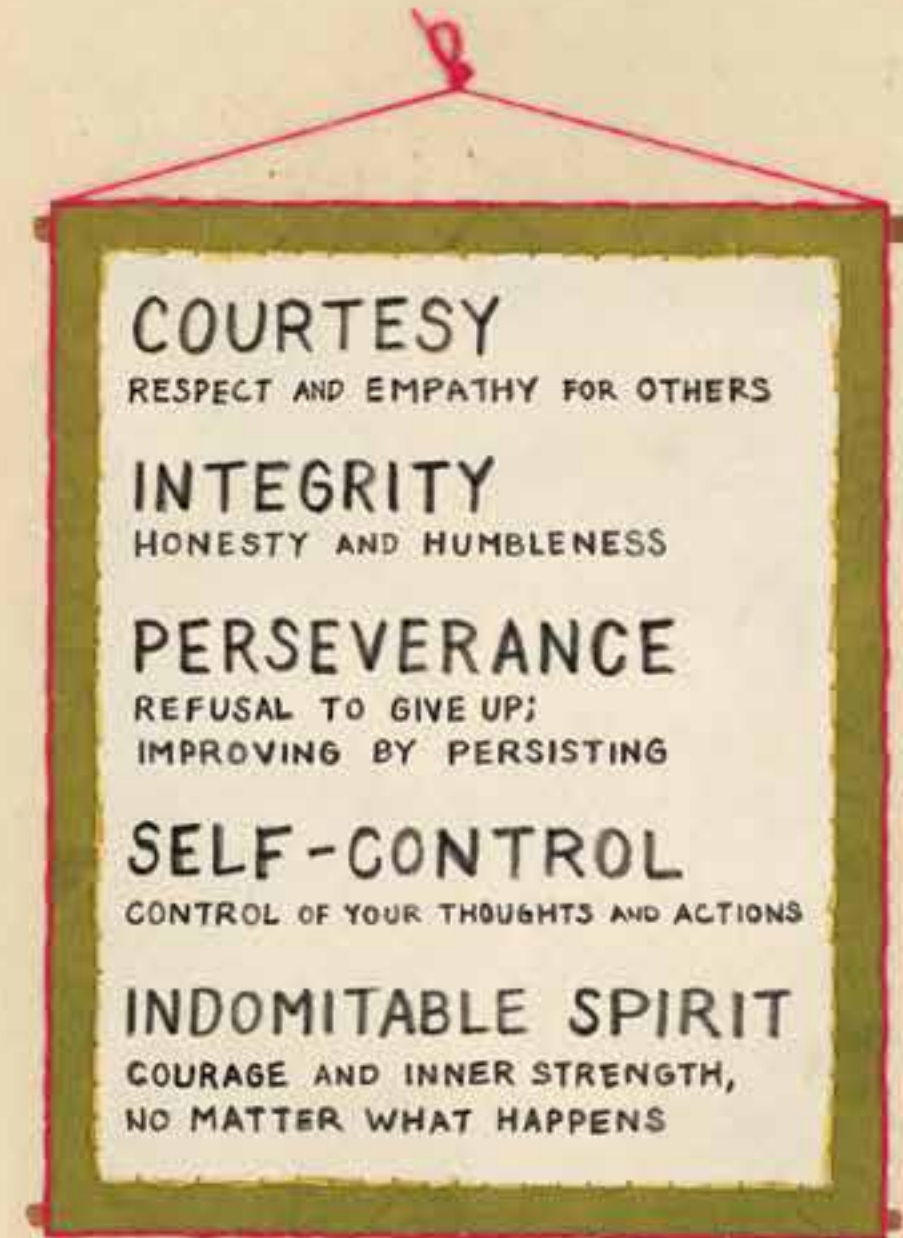 COURTESY
RESPECT AND EMPATHY FOR OTHERS
INTEGRITY
HONESTY AND HUMBLENESS
PERSEVERANCE
REFUSAL TO GIVE UP;
IMPROVING BY PERSISTING
SELF-CONTROL
CONTROL OF YOUR THOUGHTS AND ACTIONS
INDOMITABLE SPIRIT
COURAGE AND INNER STRENGTH,
NO MATTER WHAT HAPPENS